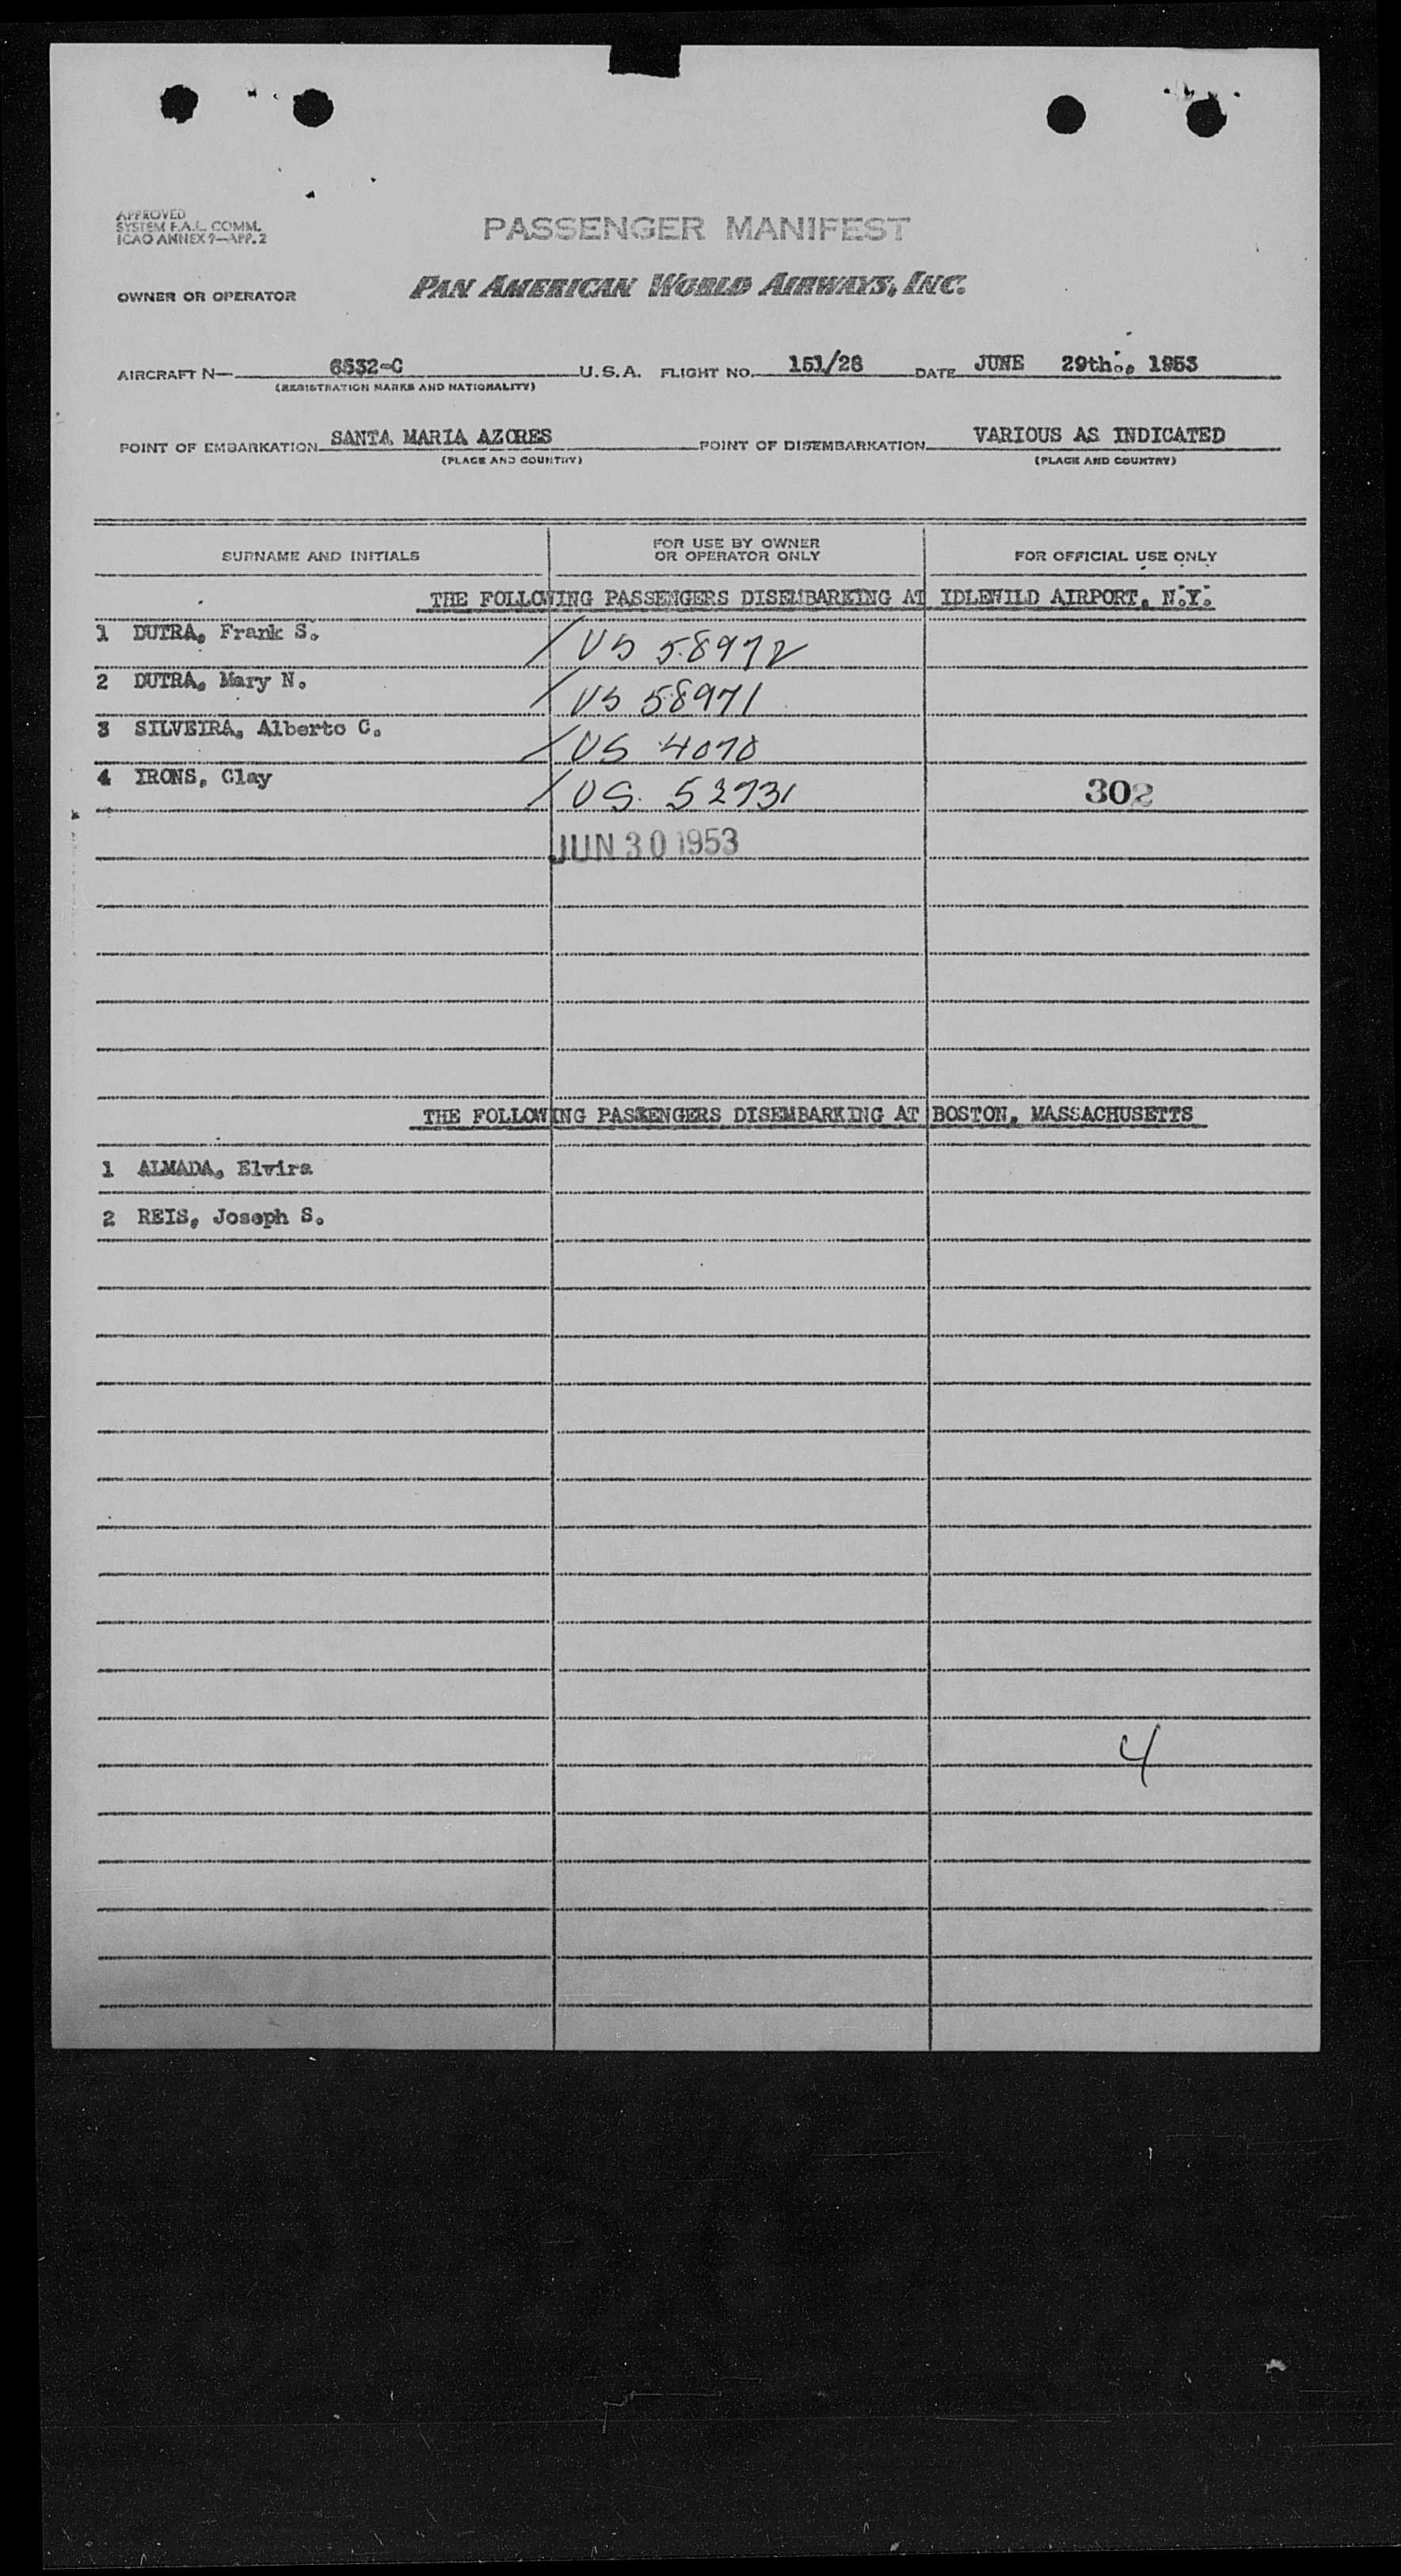 APPROVED
SYSTEM F.A.L. COMM.
ICAO ANNEX 9—APP. 2
PASSENGER MANIFEST
OWNER OR OPERATOR PAN AMERICAN WORLD AIRWAYS, INC.
AIRCRAFT N— 6532-C U.S.A. FLIGHT NO. 151/28 DATE JUNE 29th., 1953
(REGISTRATION MARKS AND NATIONALITY)
POINT OF EMBARKATION SANTA MARIA AZORES POINT OF DISEMBARKATION VARIOUS AS INDICATED
(PLACE AND COUNTRY) (PLACE AND COUNTRY)
SURNAME AND INITIALS FOR USE BY OWNER OR OPERATOR ONLY FOR OFFICIAL USE ONLY
THE FOLLOWING PASSENGERS DISEMBARKING AT IDLEWILD AIRPORT, N.Y.
1 DUTRA, Frank S. / US 58972
2 DUTRA, Mary N. / US 58971
3 SILVEIRA, Alberto C. / US 4070
4 IRONS, Clay / US 52731 302
JUN 30 1953
THE FOLLOWING PASSENGERS DISEMBARKING AT BOSTON, MASSACHUSETTS
1 ALMADA, Elvira
2 REIS, Joseph S.
4